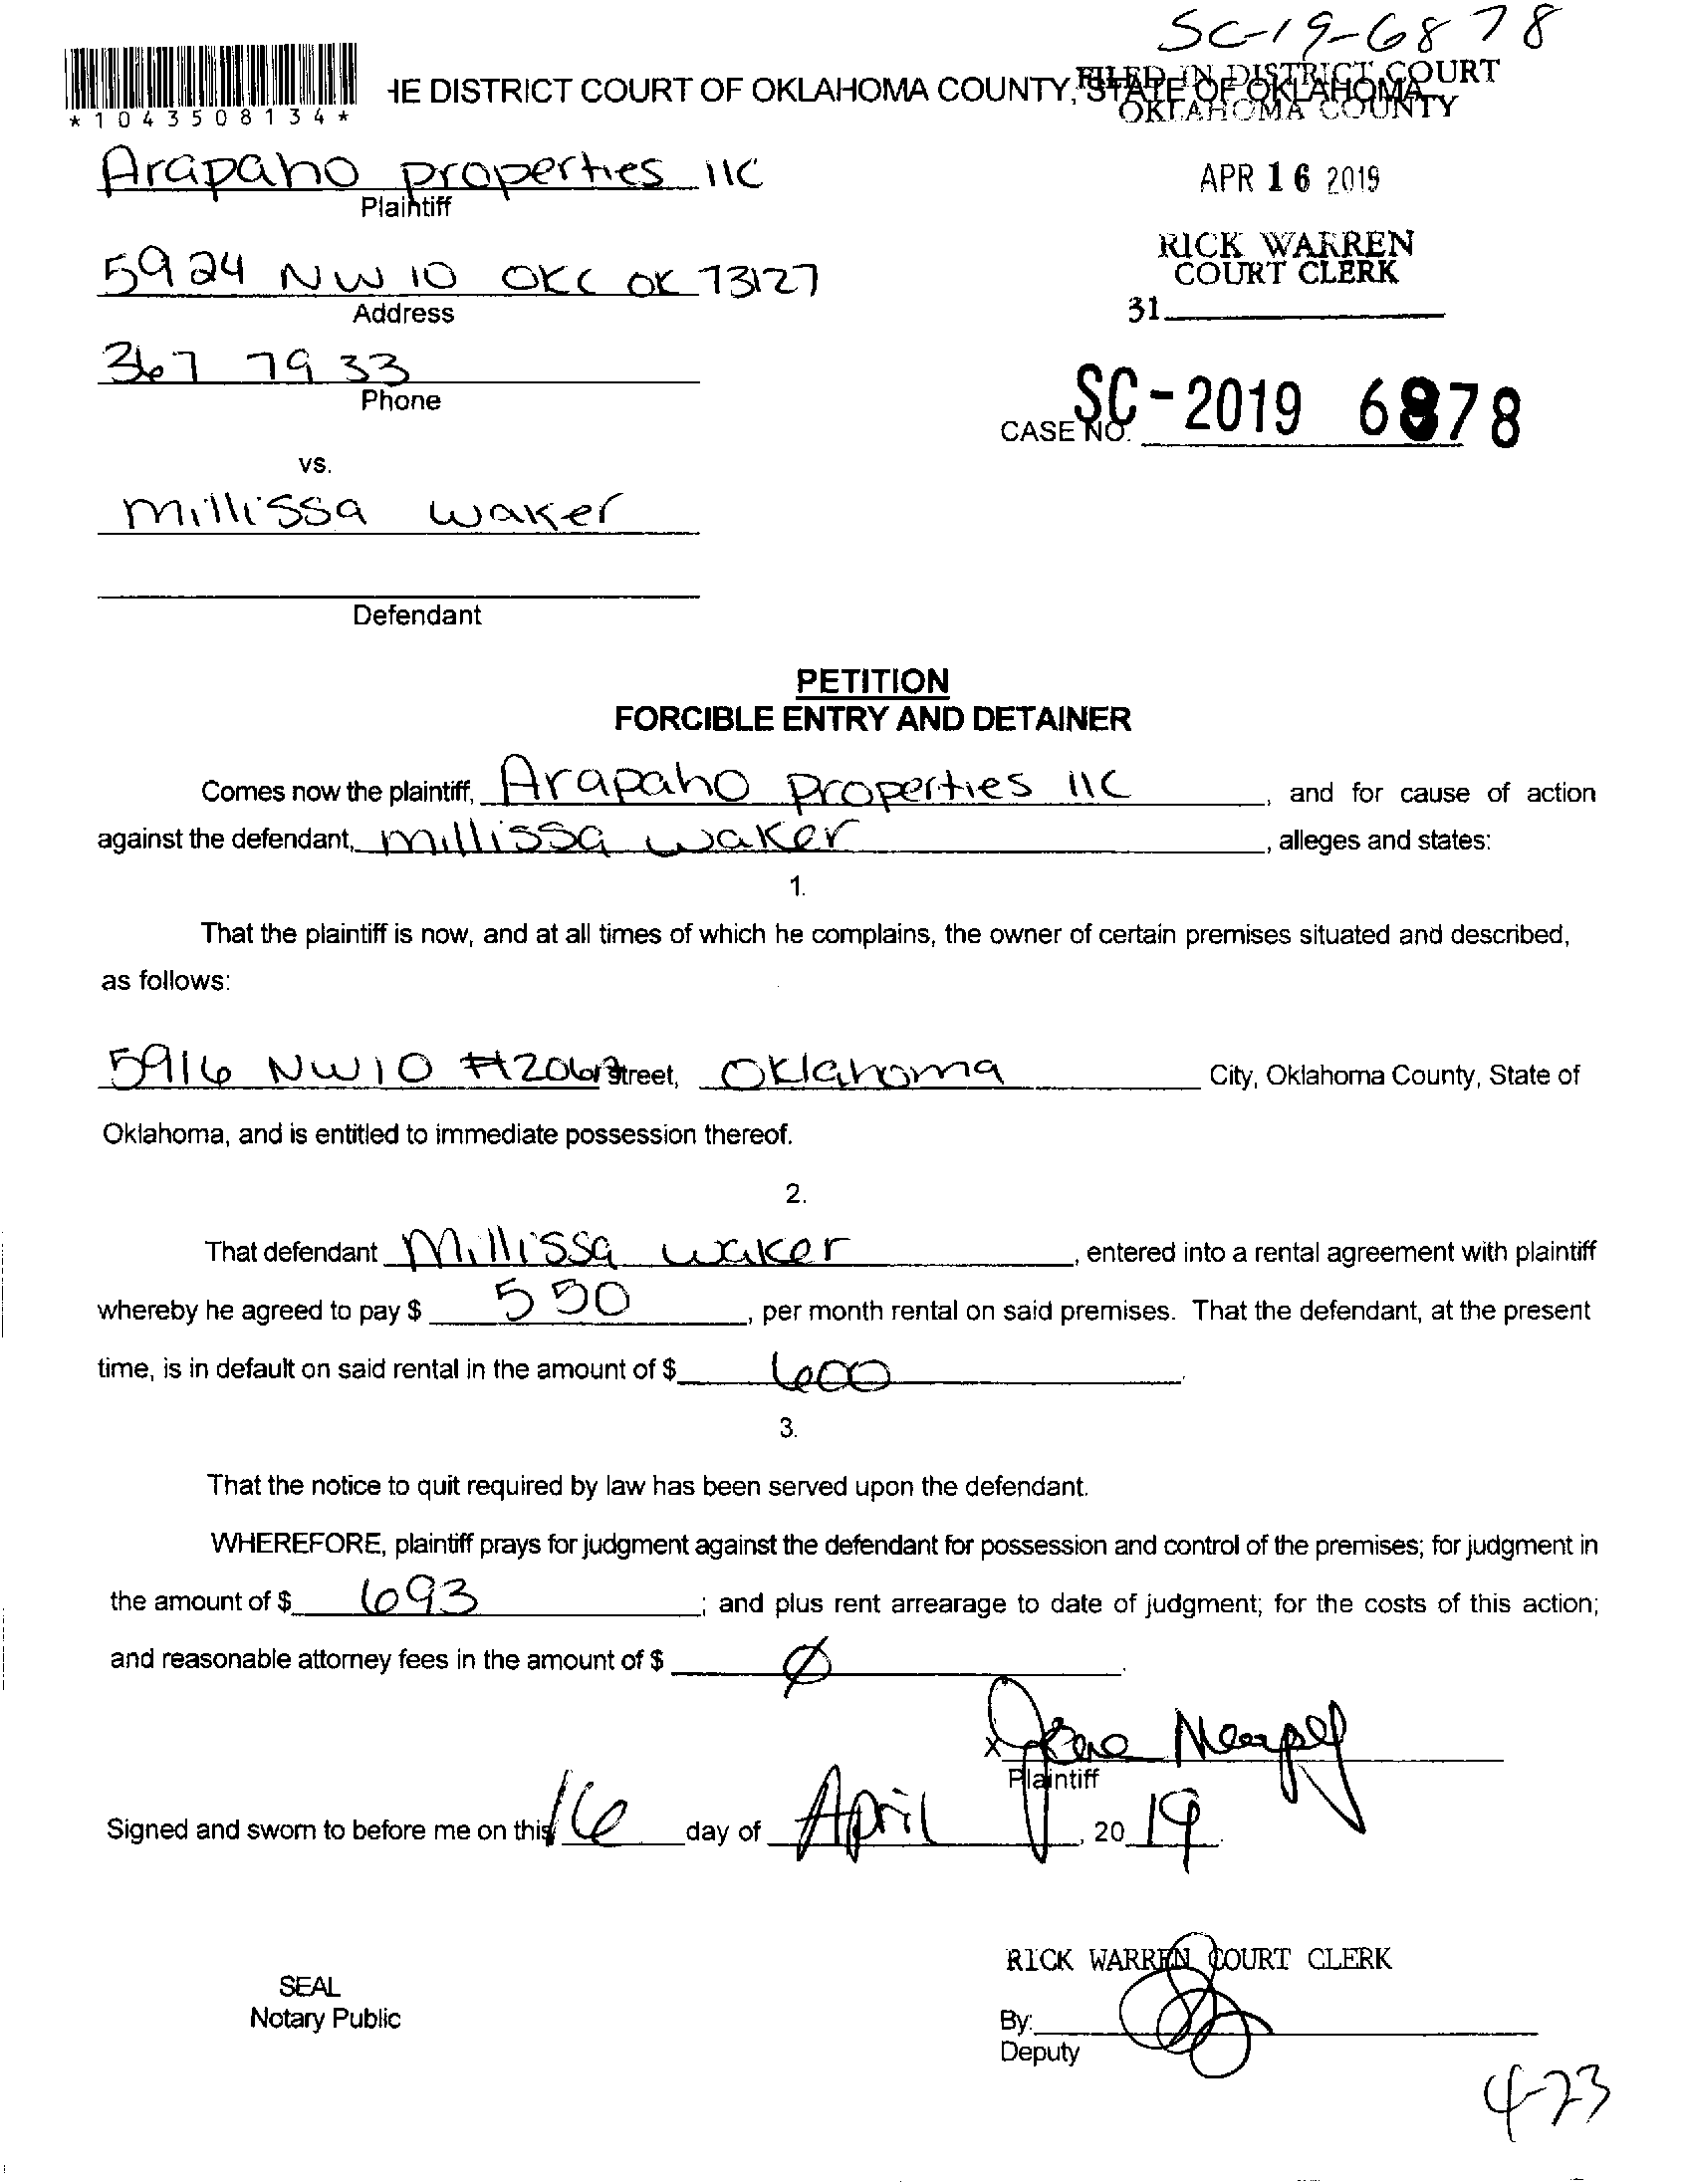 SC-19-6878
HE DISTRICT COURT OF OKLAHOMA COUNTY, STATE OF OKLAHOMA
FILED IN DISTRICT COURT
OKLAHOMA COUNTY
*1043508134*
Arapaho properties llc
Plaintiff
APR 16 2019
RICK WARREN
COURT CLERK
5924 NW 10 OKC OK 73127
Address
31
367 7933
Phone
CASE NO. SC-2019 6878
vs.
Millissa Waker
Defendant
PETITION
FORCIBLE ENTRY AND DETAINER
Comes now the plaintiff, Arapaho properties llc, and for cause of action
against the defendant, Millissa Waker, alleges and states:
1.
That the plaintiff is now, and at all times of which he complains, the owner of certain premises situated and described,
as follows:
5916 NW10 #206 Street, Oklahoma City, Oklahoma County, State of
Oklahoma, and is entitled to immediate possession thereof.
2.
That defendant Millissa Waker, entered into a rental agreement with plaintiff
whereby he agreed to pay $ 550, per month rental on said premises. That the defendant, at the present
time, is in default on said rental in the amount of $ 600.
3.
That the notice to quit required by law has been served upon the defendant.
WHEREFORE, plaintiff prays for judgment against the defendant for possession and control of the premises; for judgment in
the amount of $ 693; and plus rent arrearage to date of judgment; for the costs of this action;
and reasonable attorney fees in the amount of $ Ø.
X
Plaintiff
Signed and sworn to before me on this 16 day of April, 2019.
RICK WARREN COURT CLERK
SEAL
Notary Public
By:
Deputy
4-23